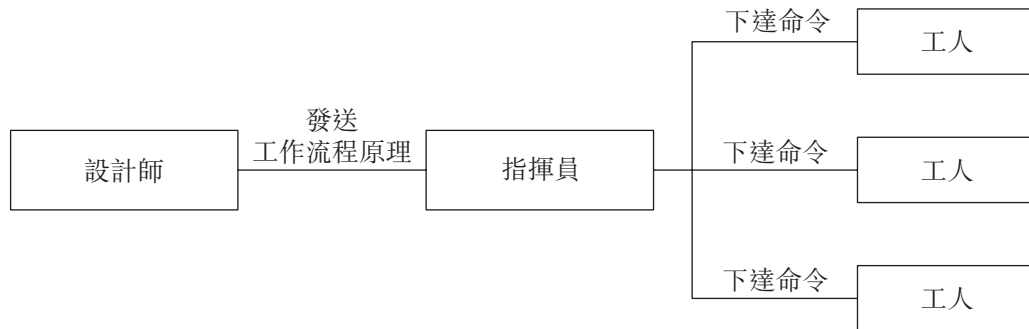 設計師
發送
工作流程原理
指揮員
下達命令
工人
下達命令
工人
下達命令
工人